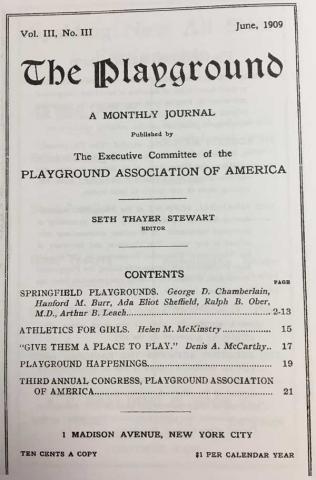 Vol. III, No. III June, 1909
The Playground
A MONTHLY JOURNAL
Published by
The Executive Committee of the
PLAYGROUND ASSOCIATION OF AMERICA
SETH THAYER STEWART
EDITOR
CONTENTS
PAGE
SPRINGFIELD PLAYGROUNDS. George D. Chamberlain,
Hanford M. Burr, Ada Eliot Sheffield, Ralph B. Ober,
M.D., Arthur B. Leach 2-13
ATHLETICS FOR GIRLS. Helen M. McKinstry 15
"GIVE THEM A PLACE TO PLAY." Denis A. McCarthy.. 17
PLAYGROUND HAPPENINGS 19
THIRD ANNUAL CONGRESS, PLAYGROUND ASSOCIATION
OF AMERICA 21
1 MADISON AVENUE, NEW YORK CITY
TEN CENTS A COPY $1 PER CALENDAR YEAR